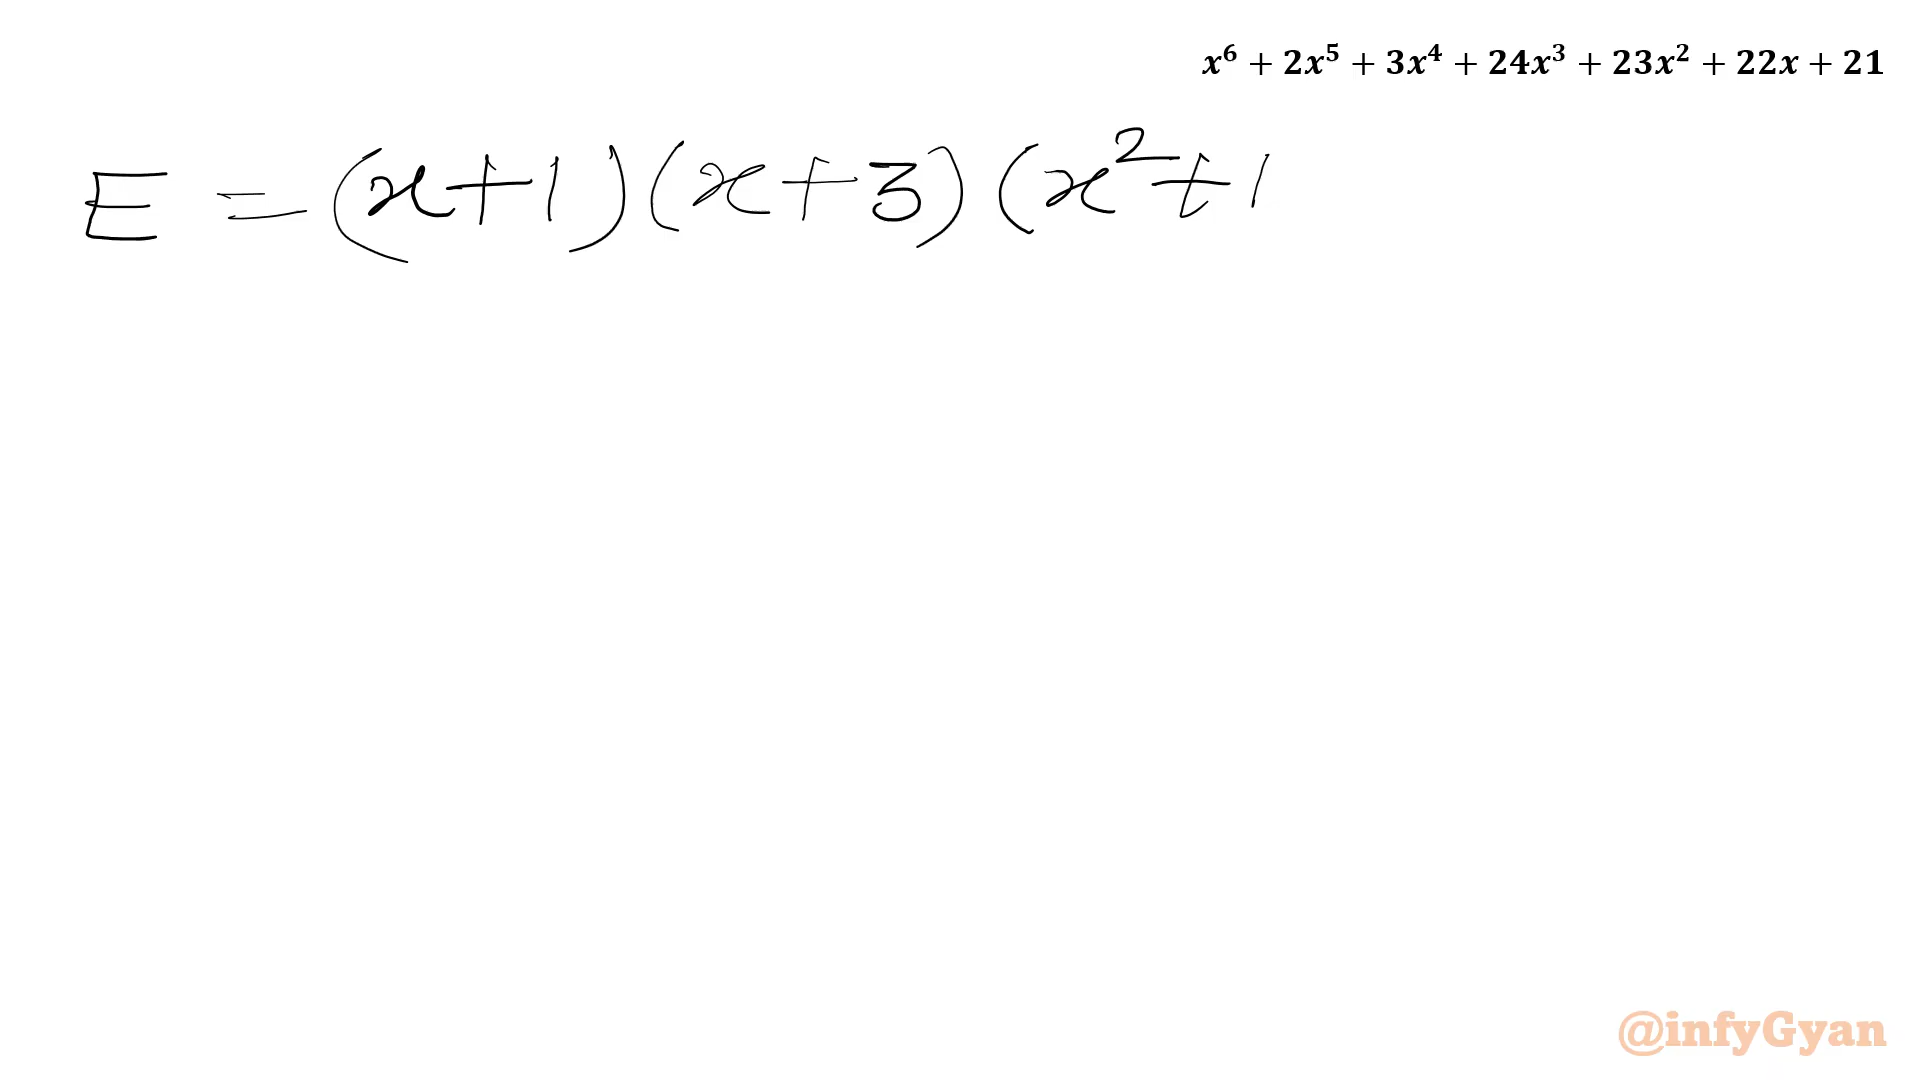 x⁶ + 2x⁵ + 3x⁴ + 24x³ + 23x² + 22x + 21
E = (x+1)(x+3)(x²+1
@infyGyan